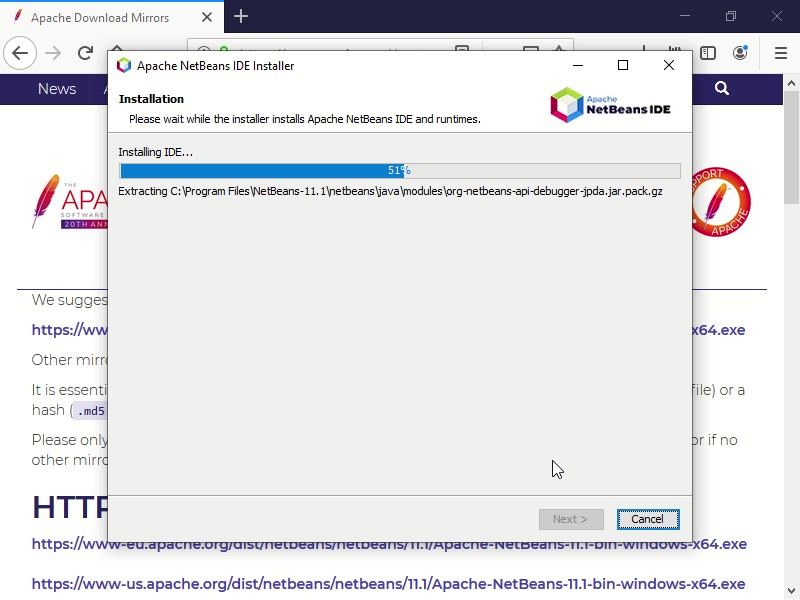 Apache Download Mirrors
Apache NetBeans IDE Installer
Installation
Please wait while the installer installs Apache NetBeans IDE and runtimes.
Apache
NetBeans IDE
News
Installing IDE...
51%
Extracting C:\Program Files\NetBeans-11.1\netbeans\java\modules\org-netbeans-api-debugger-jpda.jar.pack.gz
THE
APA
SOFTWARE
20TH ANN
SUPPORT
APACHE
We sugges
https://ww x64.exe
Other mirro
It is essenti file) or a
hash ( .md5
Please only or if no
other mirro
Next >
Cancel
HTTP
https://www-eu.apache.org/dist/netbeans/netbeans/11.1/Apache-NetBeans-11.1-bin-windows-x64.exe
https://www-us.apache.org/dist/netbeans/netbeans/11.1/Apache-NetBeans-11.1-bin-windows-x64.exe